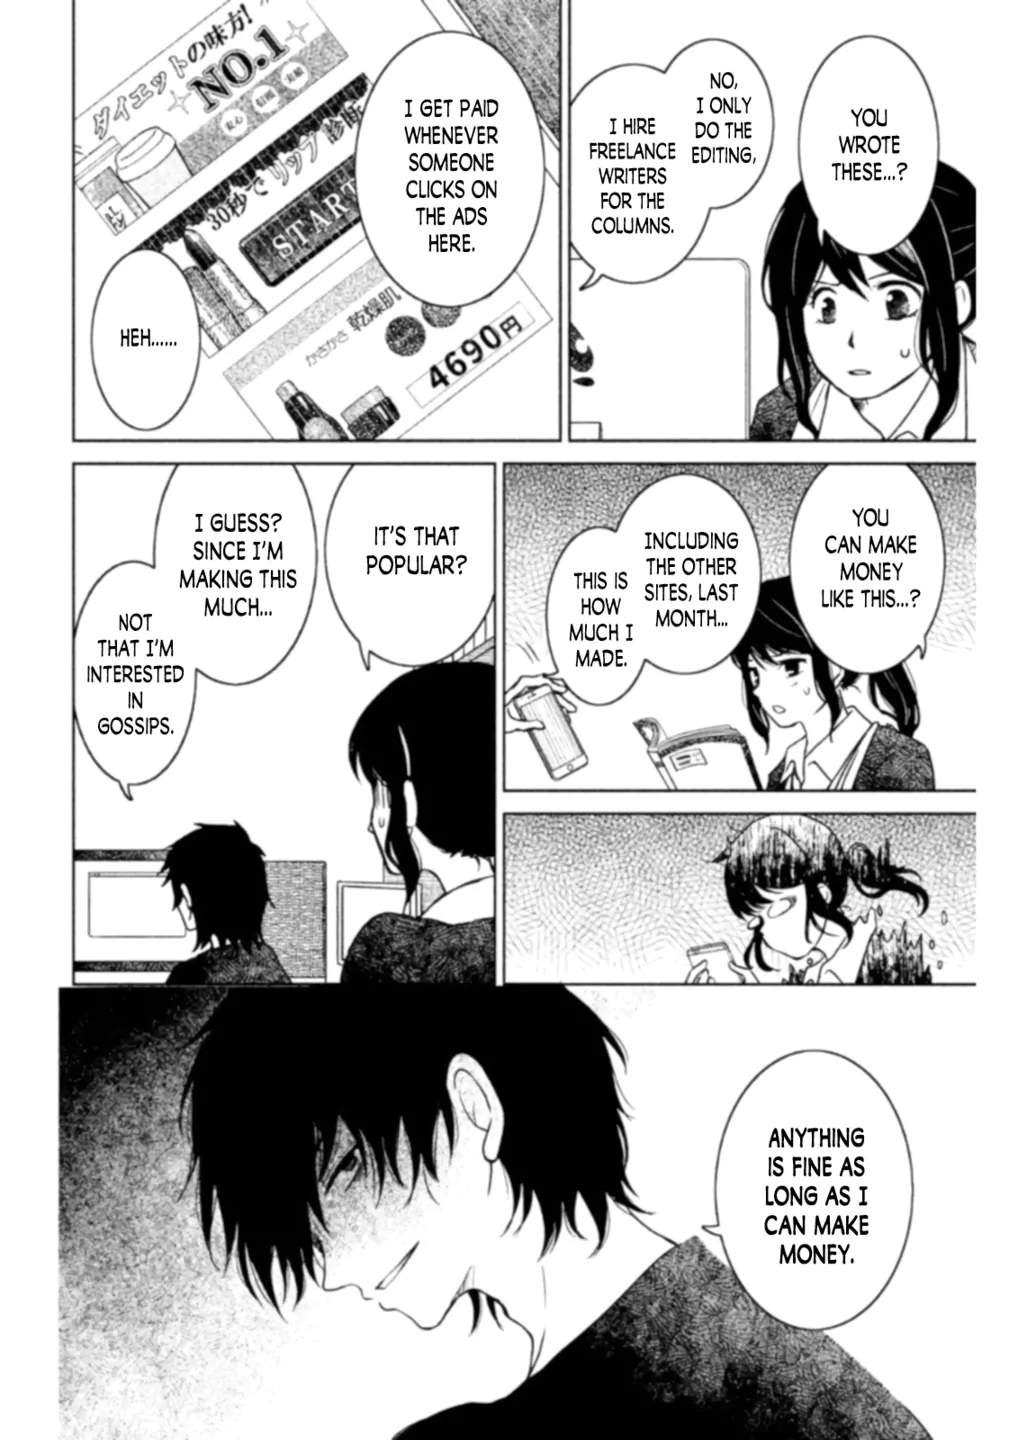 YOU
WROTE
THESE...?
NO,
I ONLY
DO THE
EDITING,
I HIRE
FREELANCE
WRITERS
FOR THE
COLUMNS.
I GET PAID
WHENEVER
SOMEONE
CLICKS ON
THE ADS
HERE.
ダイエットの味方!
NO.1
30秒でリップ診断
START
かさかさ 乾燥肌
4690円
HEH......
YOU
CAN MAKE
MONEY
LIKE THIS...?
INCLUDING
THE OTHER
SITES, LAST
MONTH...
THIS IS
HOW
MUCH I
MADE.
IT'S THAT
POPULAR?
I GUESS?
SINCE I'M
MAKING THIS
MUCH...
NOT
THAT I'M
INTERESTED
IN
GOSSIPS.
ANYTHING
IS FINE AS
LONG AS I
CAN MAKE
MONEY.